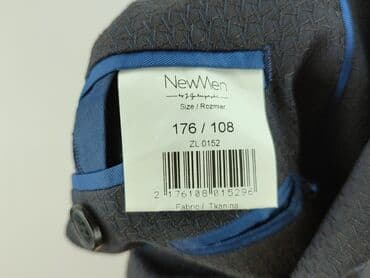 NewMen
Size / Rozmiar
176 / 108
ZL 0152
2 176108 015296
Fabric / Tkanina